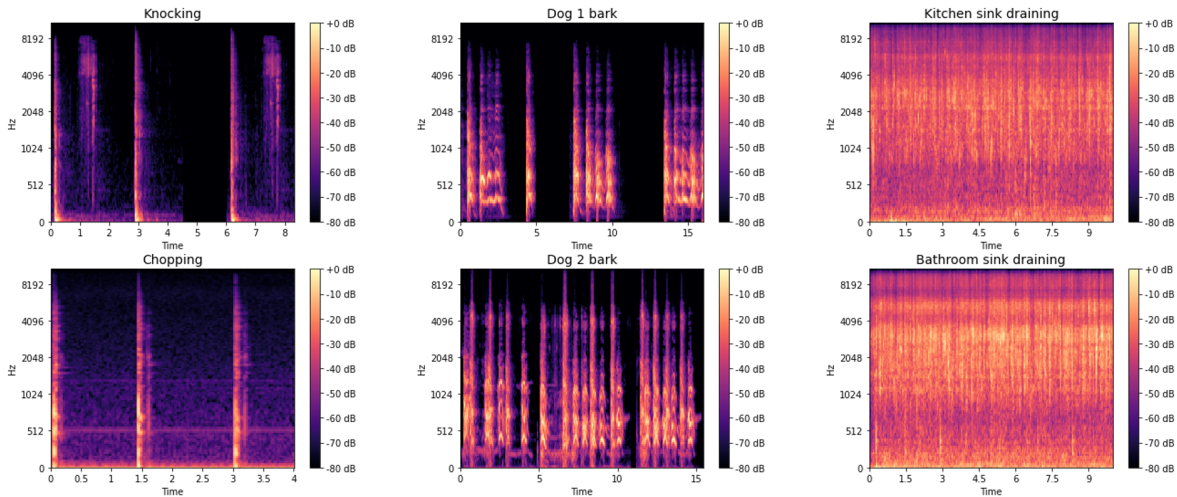 Knocking
8192
4096
2048
1024
512
0
Hz
0 1 2 3 4 5 6 7 8
Time
+0 dB
-10 dB
-20 dB
-30 dB
-40 dB
-50 dB
-60 dB
-70 dB
-80 dB
Dog 1 bark
8192
4096
2048
1024
512
0
Hz
0 5 10 15
Time
+0 dB
-10 dB
-20 dB
-30 dB
-40 dB
-50 dB
-60 dB
-70 dB
-80 dB
Kitchen sink draining
8192
4096
2048
1024
512
0
Hz
0 1.5 3 4.5 6 7.5 9
Time
+0 dB
-10 dB
-20 dB
-30 dB
-40 dB
-50 dB
-60 dB
-70 dB
-80 dB
Chopping
8192
4096
2048
1024
512
0
Hz
0 0.5 1 1.5 2 2.5 3 3.5 4
Time
+0 dB
-10 dB
-20 dB
-30 dB
-40 dB
-50 dB
-60 dB
-70 dB
-80 dB
Dog 2 bark
8192
4096
2048
1024
512
0
Hz
0 5 10 15
Time
+0 dB
-10 dB
-20 dB
-30 dB
-40 dB
-50 dB
-60 dB
-70 dB
-80 dB
Bathroom sink draining
8192
4096
2048
1024
512
0
Hz
0 1.5 3 4.5 6 7.5 9
Time
+0 dB
-10 dB
-20 dB
-30 dB
-40 dB
-50 dB
-60 dB
-70 dB
-80 dB